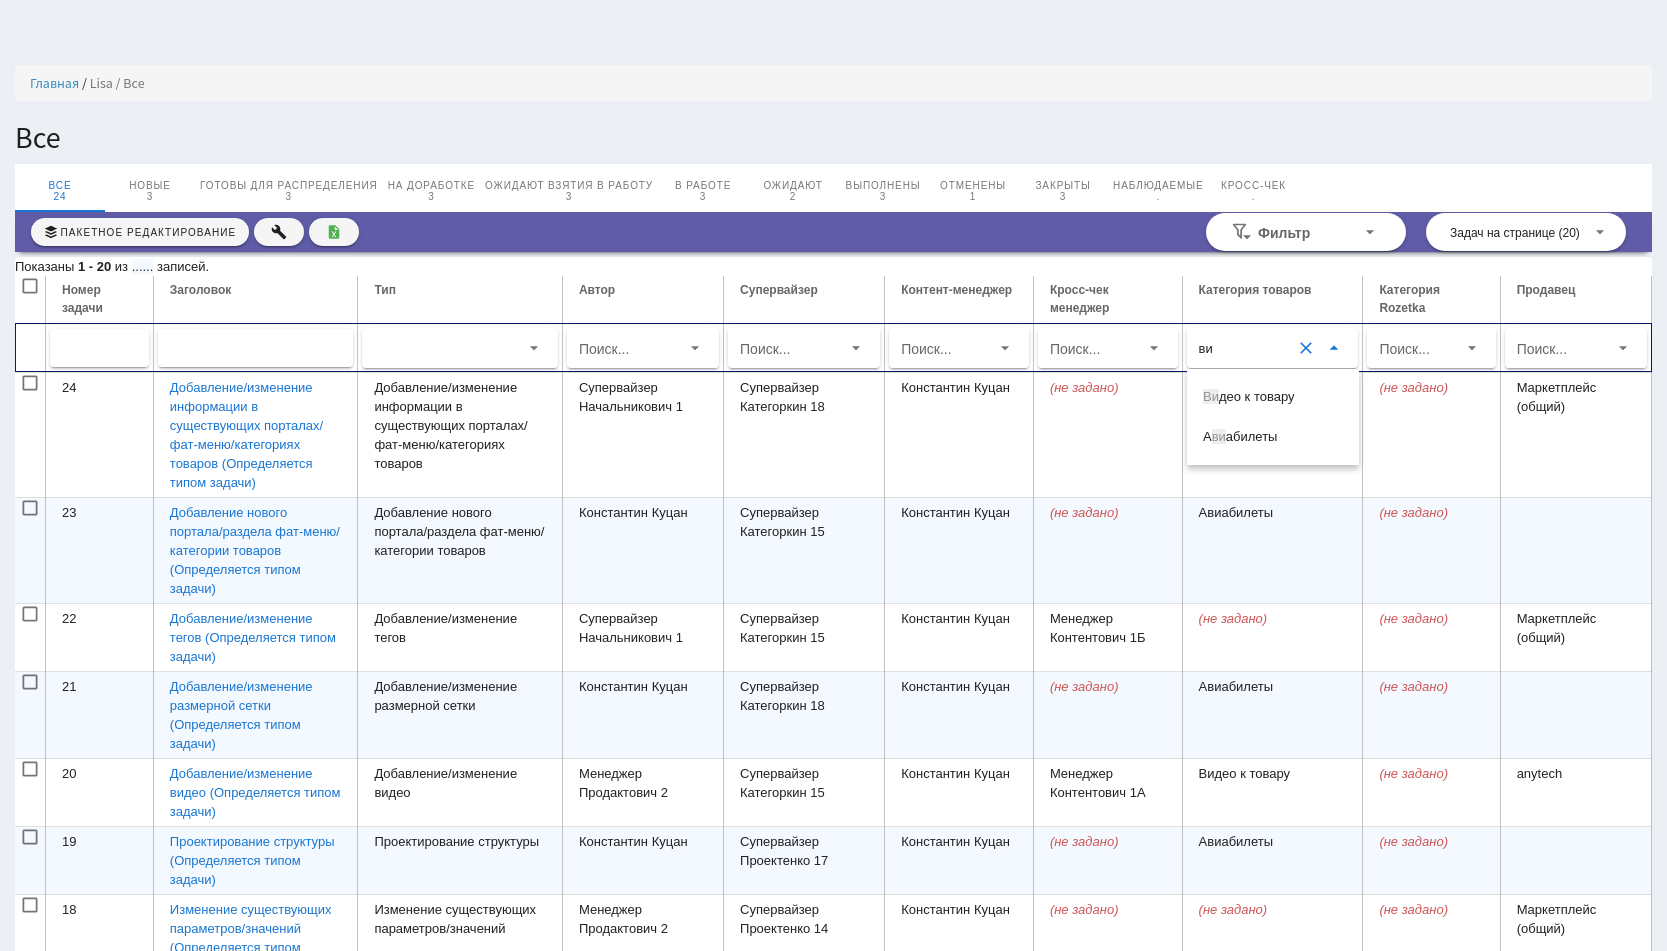 Главная / Lisa / Все
Все
ВСЕ НОВЫЕ ГОТОВЫ ДЛЯ РАСПРЕДЕЛЕНИЯ НА ДОРАБОТКЕ ОЖИДАЮТ ВЗЯТИЯ В РАБОТУ В РАБОТЕ ОЖИДАЮТ ВЫПОЛНЕНЫ ОТМЕНЕНЫ ЗАКРЫТЫ НАБЛЮДАЕМЫЕ КРОСС-ЧЕК
24 3 3 3 3 3 2 3 1 3 . .
ПАКЕТНОЕ РЕДАКТИРОВАНИЕ Фильтр Задач на странице (20)
Показаны 1 - 20 из ...... записей.
Номер Заголовок Тип Автор Супервайзер Контент-менеджер Кросс-чек Категория товаров Категория Продавец
задачи менеджер Rozetka
Поиск... Поиск... Поиск... Поиск... ви Поиск... Поиск...
Видео к товару
Авиабилеты
24 Добавление/изменение Добавление/изменение Супервайзер Супервайзер Константин Куцан (не задано) (не задано) Маркетплейс
информации в информации в Начальникович 1 Категоркин 18 (общий)
существующих порталах/ существующих порталах/
фат-меню/категориях фат-меню/категориях
товаров (Определяется товаров
типом задачи)
23 Добавление нового Добавление нового Константин Куцан Супервайзер Константин Куцан (не задано) Авиабилеты (не задано)
портала/раздела фат-меню/ портала/раздела фат-меню/ Категоркин 15
категории товаров категории товаров
(Определяется типом
задачи)
22 Добавление/изменение Добавление/изменение Супервайзер Супервайзер Константин Куцан Менеджер (не задано) (не задано) Маркетплейс
тегов (Определяется типом тегов Начальникович 1 Категоркин 15 Контентович 1Б (общий)
задачи)
21 Добавление/изменение Добавление/изменение Константин Куцан Супервайзер Константин Куцан (не задано) Авиабилеты (не задано)
размерной сетки размерной сетки Категоркин 18
(Определяется типом
задачи)
20 Добавление/изменение Добавление/изменение Менеджер Супервайзер Константин Куцан Менеджер Видео к товару (не задано) anytech
видео (Определяется типом видео Продактович 2 Категоркин 15 Контентович 1А
задачи)
19 Проектирование структуры Проектирование структуры Константин Куцан Супервайзер Константин Куцан (не задано) Авиабилеты (не задано)
(Определяется типом Проектенко 17
задачи)
18 Изменение существующих Изменение существующих Менеджер Супервайзер Константин Куцан (не задано) (не задано) (не задано) Маркетплейс
параметров/значений параметров/значений Продактович 2 Проектенко 14 (общий)
(Определяется типом